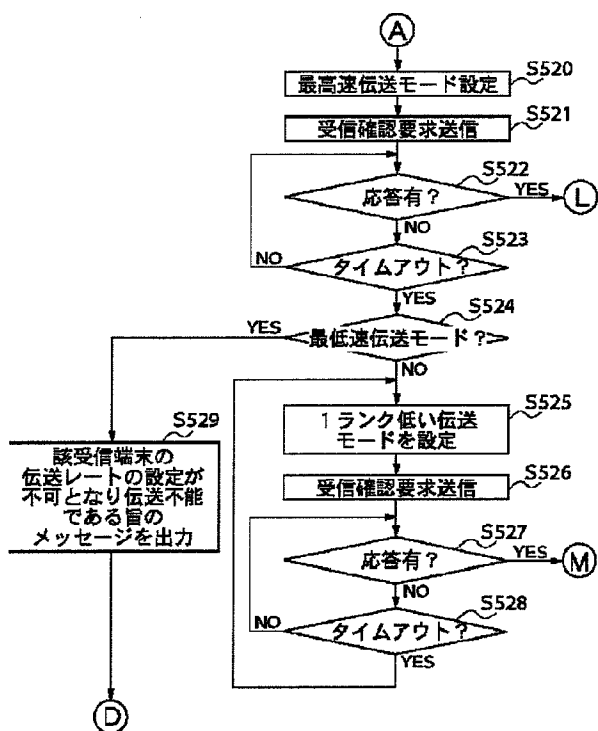 A
S520
最高速伝送モード設定
S521
受信確認要求送信
S522
応答有？
YES
L
NO
S523
NO
タイムアウト？
YES
S524
YES
最低速伝送モード？
NO
S525
1ランク低い伝送
モードを設定
S529
該受信端末の
伝送レートの設定が
不可となり伝送不能
である旨の
メッセージを出力
S526
受信確認要求送信
S527
応答有？
YES
M
NO
S528
NO
タイムアウト？
YES
D